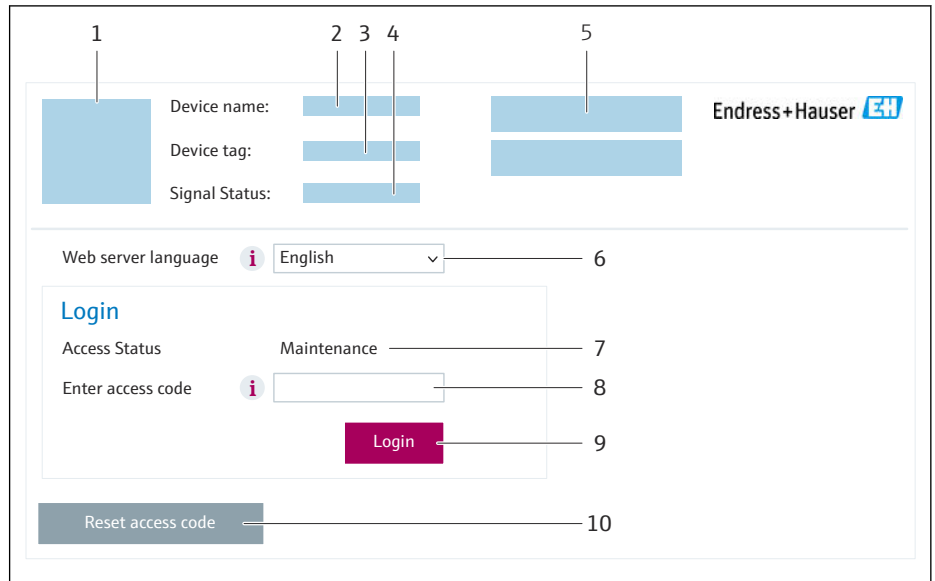 1 2 3 4 5
Device name:
Endress+Hauser EH
Device tag:
Signal Status:
Web server language i English 6
Login
Access Status Maintenance 7
Enter access code i 8
Login 9
Reset access code 10